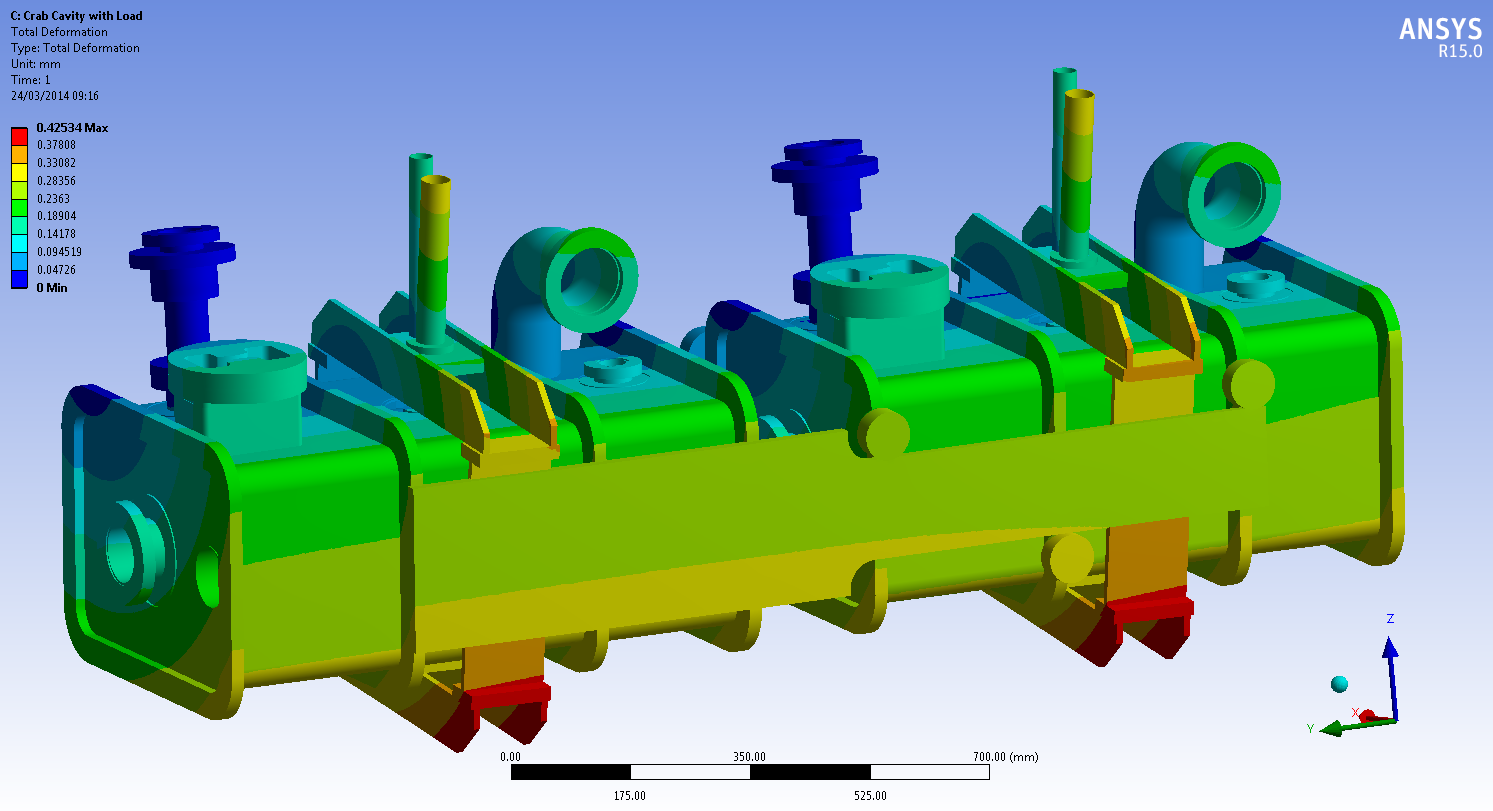 C: Crab Cavity with Load
Total Deformation
Type: Total Deformation
Unit: mm
Time: 1
24/03/2014 09:16
ANSYS
R15.0
0.42534 Max
0.37808
0.33082
0.28356
0.2363
0.18904
0.14178
0.094519
0.04726
0 Min
Z
X
Y
0.00 350.00 700.00 (mm)
175.00 525.00